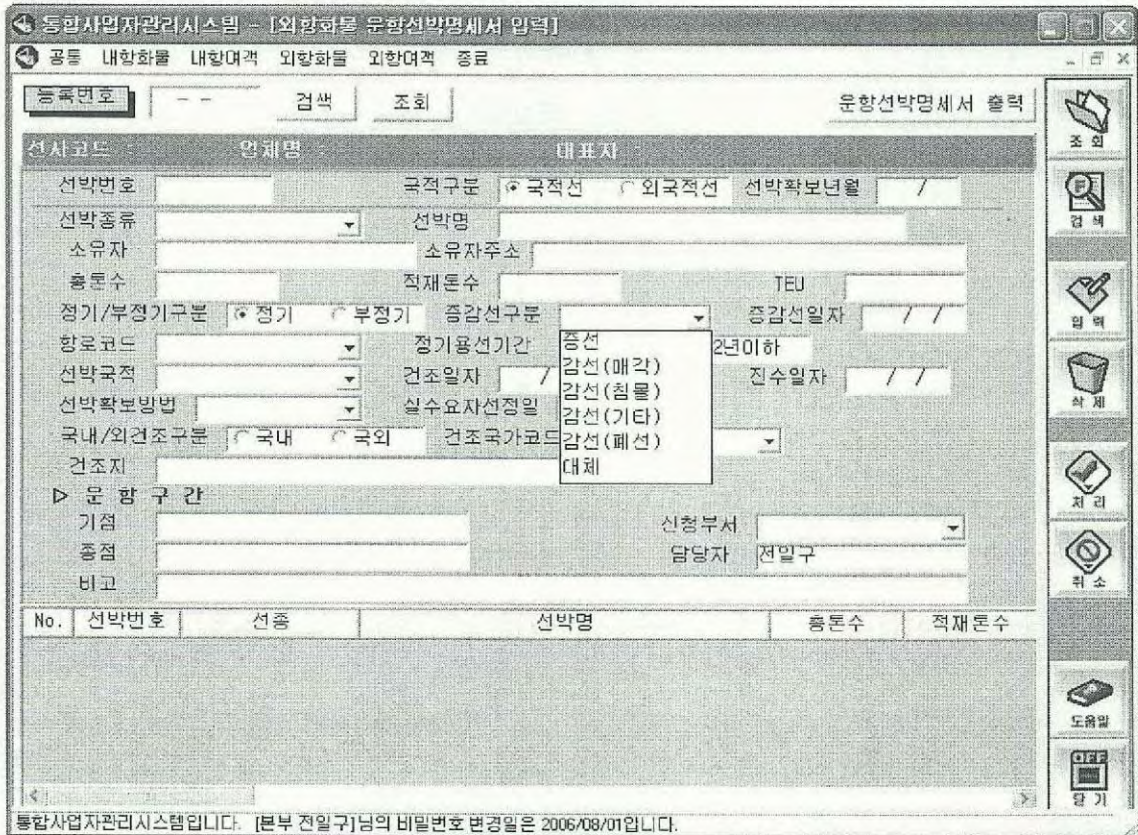 통합사업자관리시스템 - [외항화물 운항선박명세서 입력]
공통 내항화물 내항여객 외항화물 외항여객 종료
등록번호 - - 검색 조회 운항선박명세서 출력
선사코드 : 업체명 : 대표자 :
선박번호 국적구분 국적선 외국적선 선박확보년월 /
선박종류 선박명
소유자 소유자주소
총톤수 적재톤수 TEU
정기/부정기구분 정기 부정기 증감선구분 증감선일자 / /
항로코드 정기용선기간 2년이하
선박국적 건조일자 / 진수일자 / /
선박확보방법 실수요자선정일
국내/외건조구분 국내 국외 건조국가코드
증선
감선(매각)
감선(침몰)
감선(기타)
감선(폐선)
대체
건조지
▷ 운 항 구 간
기점 신청부서
종점 담당자 전일구
비고
No. 선박번호 선종 선박명 총톤수 적재톤수
조회
검색
입력
삭제
처리
취소
도움말
OFF
닫기
통합사업자관리시스템입니다. [본부 전일구]님의 비밀번호 변경일은 2006/08/01입니다.